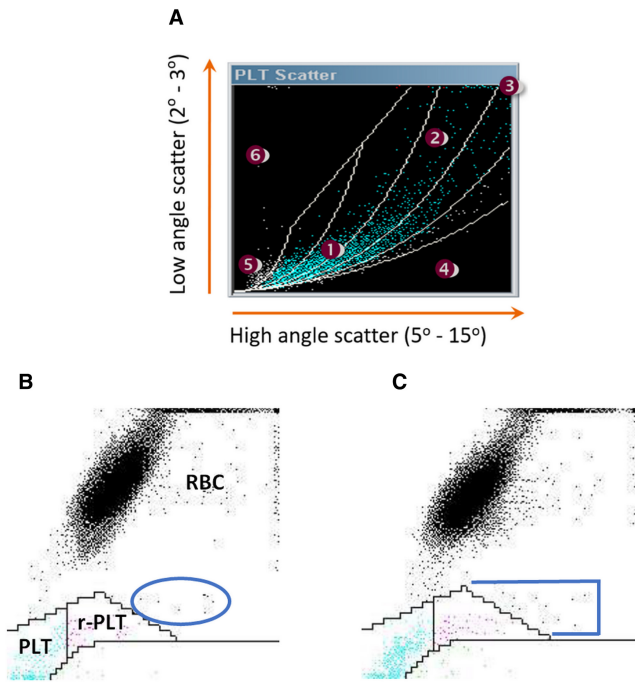 A
Low angle scatter (2° - 3°)
PLT Scatter
3
2
6
1
5
4
High angle scatter (5° - 15°)
B
C
RBC
r-PLT
PLT